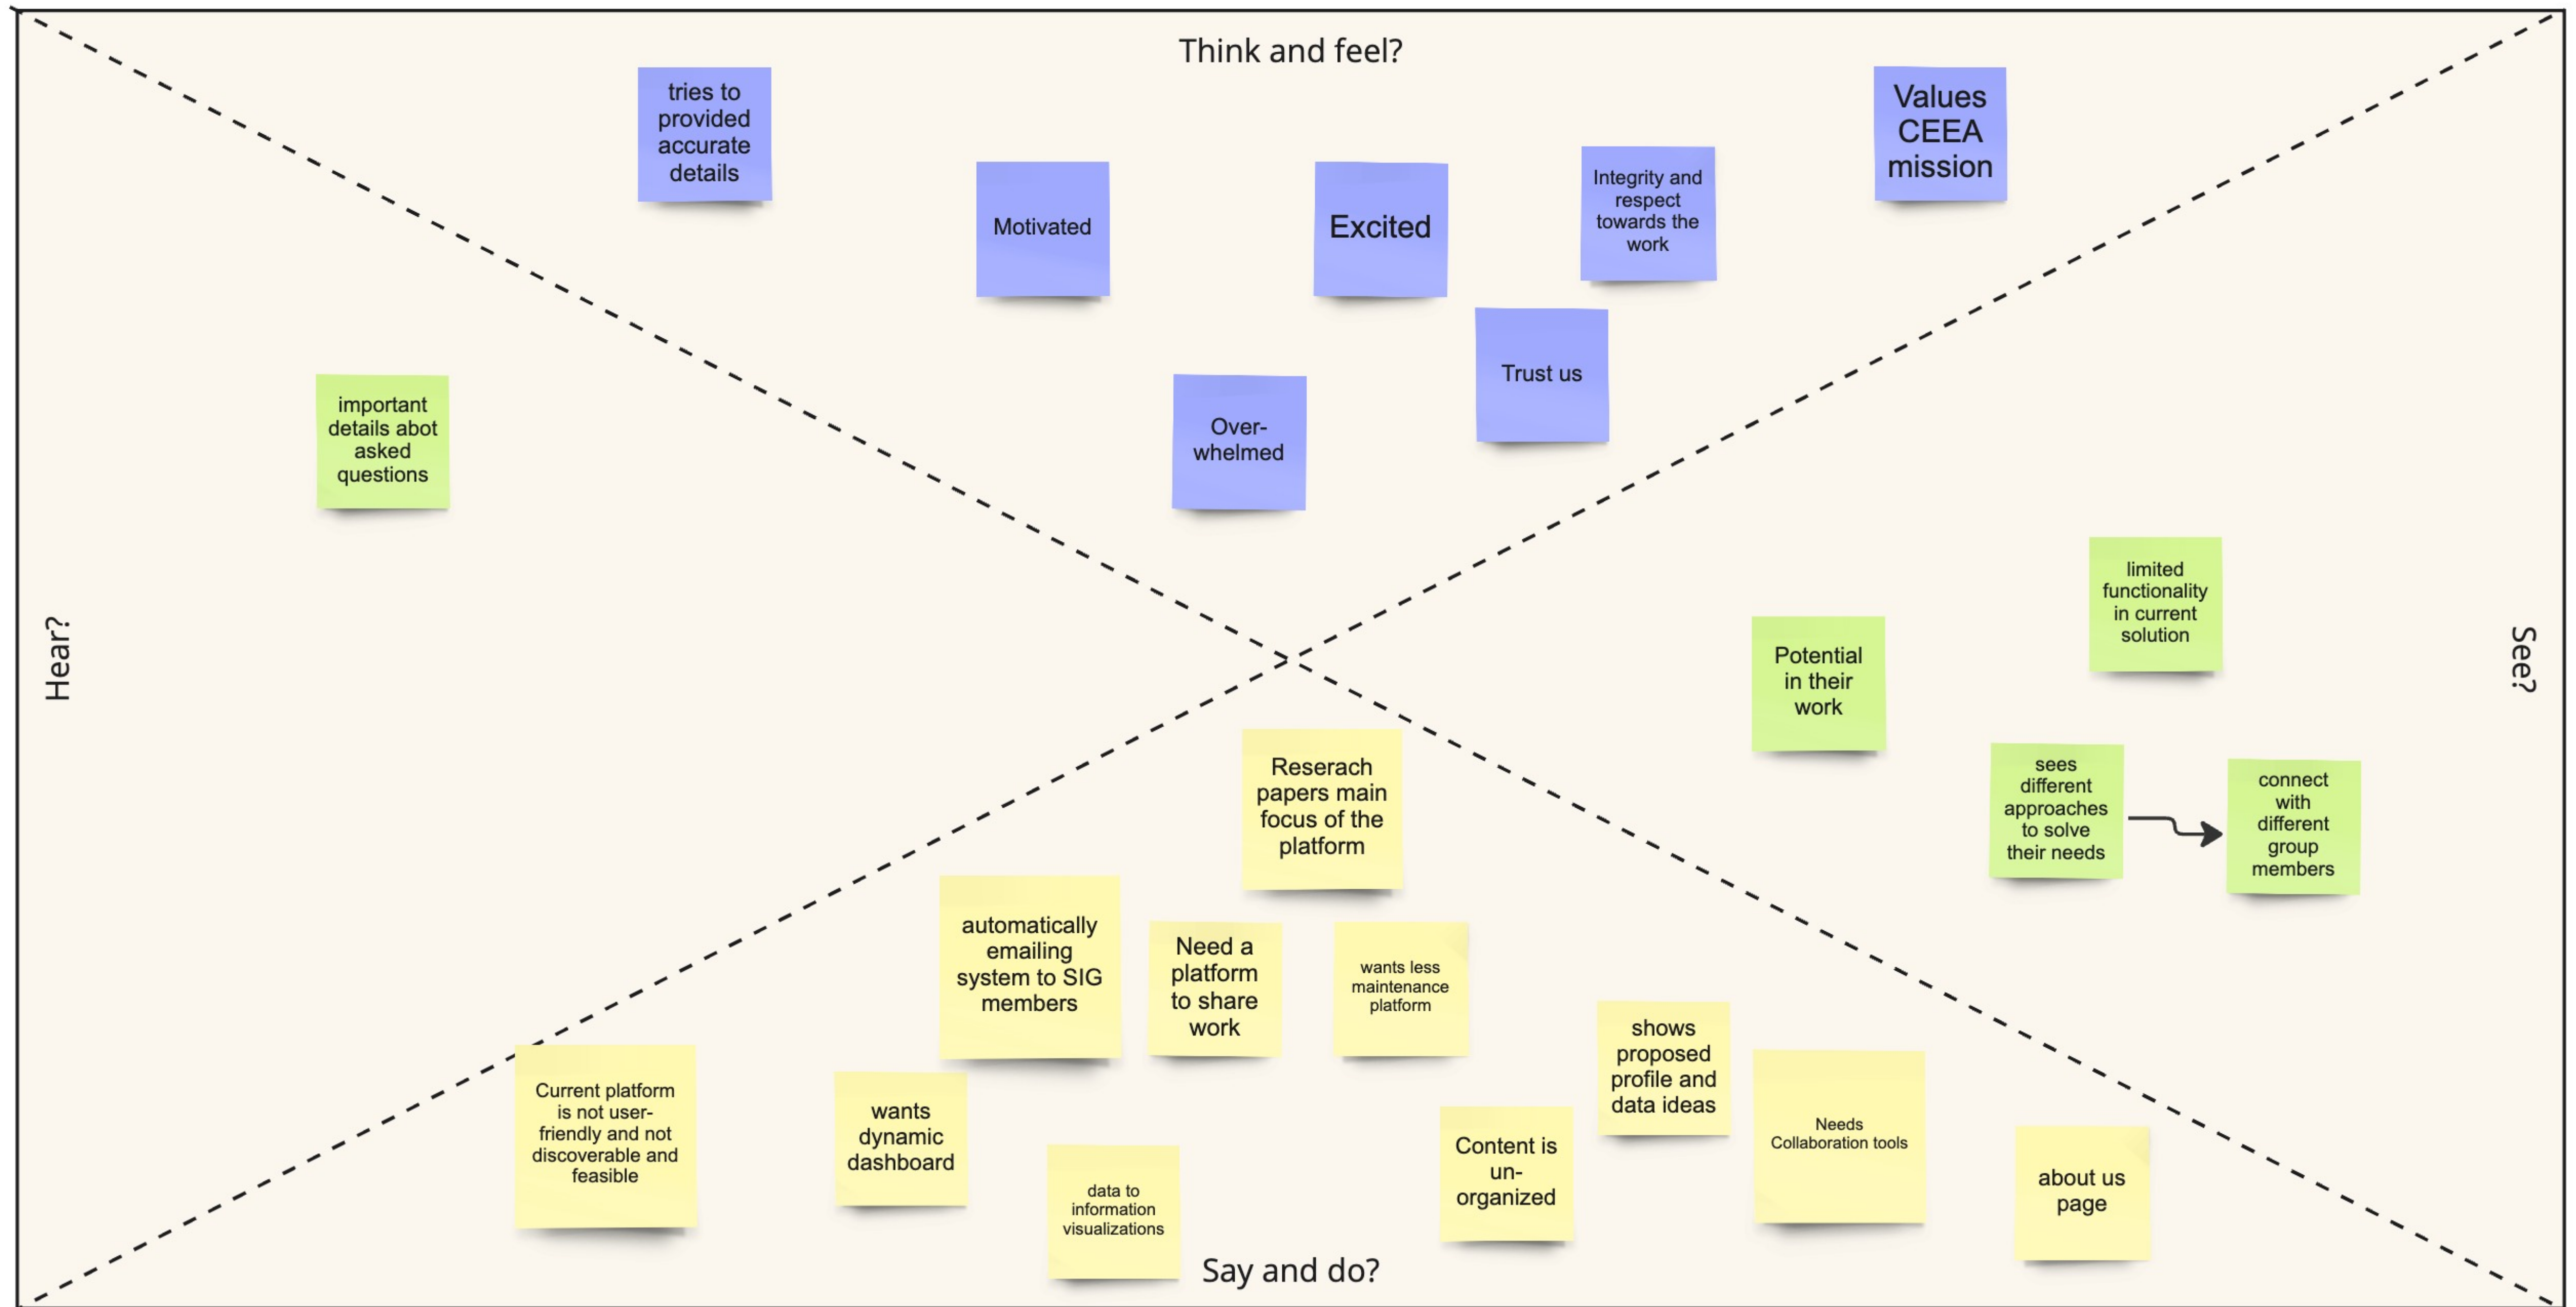 Think and feel?
tries to
provided
accurate
details
Motivated
Excited
Integrity and
respect
towards the
work
Values
CEEA
mission
Trust us
Over-
whelmed
Hear?
important
details abot
asked
questions
See?
limited
functionality
in current
solution
Potential
in their
work
sees
different
approaches
to solve
their needs
connect
with
different
group
members
Reserach
papers main
focus of the
platform
automatically
emailing
system to SIG
members
Need a
platform
to share
work
wants less
maintenance
platform
shows
proposed
profile and
data ideas
Current platform
is not user-
friendly and not
discoverable and
feasible
wants
dynamic
dashboard
data to
information
visualizations
Content is
un-
organized
Needs
Collaboration tools
about us
page
Say and do?